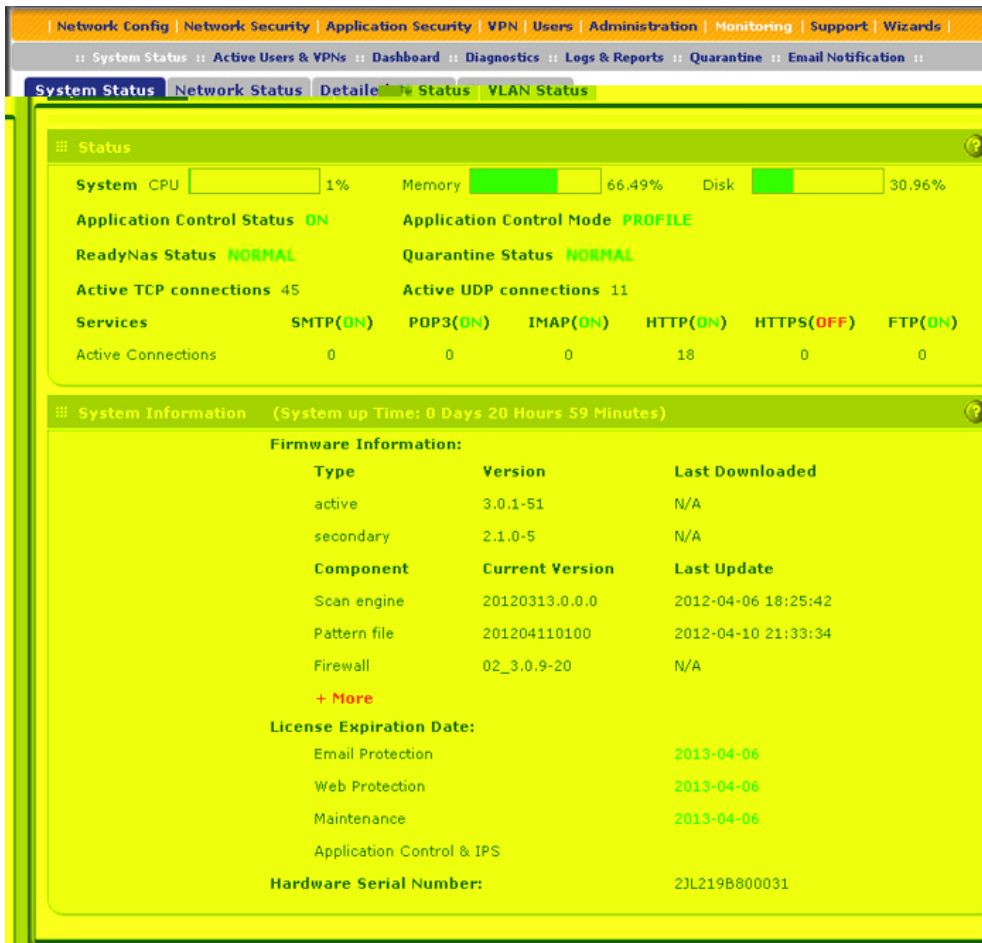 | Network Config | Network Security | Application Security | VPN | Users | Administration | Monitoring | Support | Wizards |
:: System Status :: Active Users & VPNs :: Dashboard :: Diagnostics :: Logs & Reports :: Quarantine :: Email Notification ::
System Status Network Status Detailed Status VLAN Status
Status ?
System CPU 1% Memory 66.49% Disk 30.96%
Application Control Status ON Application Control Mode PROFILE
ReadyNas Status NORMAL Quarantine Status NORMAL
Active TCP connections 45 Active UDP connections 11
Services SMTP(ON) POP3(ON) IMAP(ON) HTTP(ON) HTTPS(OFF) FTP(ON)
Active Connections 0 0 0 18 0 0
System Information (System up Time: 0 Days 20 Hours 59 Minutes) ?
Firmware Information:
Type Version Last Downloaded
active 3.0.1-51 N/A
secondary 2.1.0-5 N/A
Component Current Version Last Update
Scan engine 20120313.0.0.0 2012-04-06 18:25:42
Pattern file 201204110100 2012-04-10 21:33:34
Firewall 02_3.0.9-20 N/A
+ More
License Expiration Date:
Email Protection 2013-04-06
Web Protection 2013-04-06
Maintenance 2013-04-06
Application Control & IPS
Hardware Serial Number: 2JL219B800031